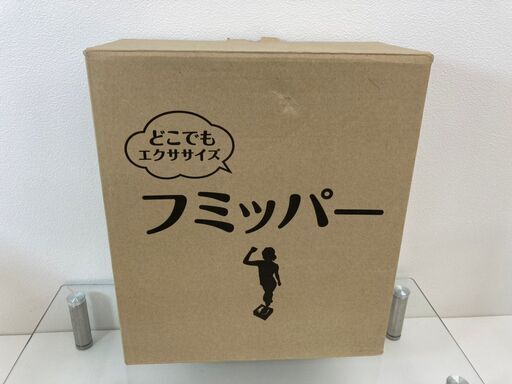 どこでも
エクササイズ
フミッパー